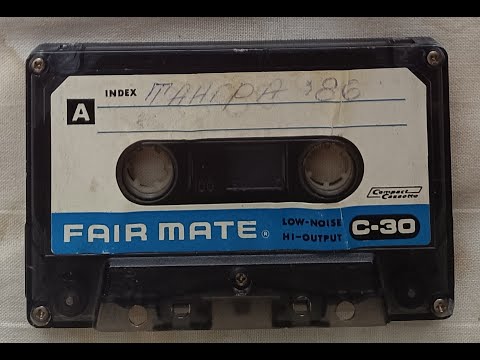 A INDEX ТАНГРА '86
Compact Cassette
FAIR MATE ® LOW-NOISE HI-OUTPUT C-30